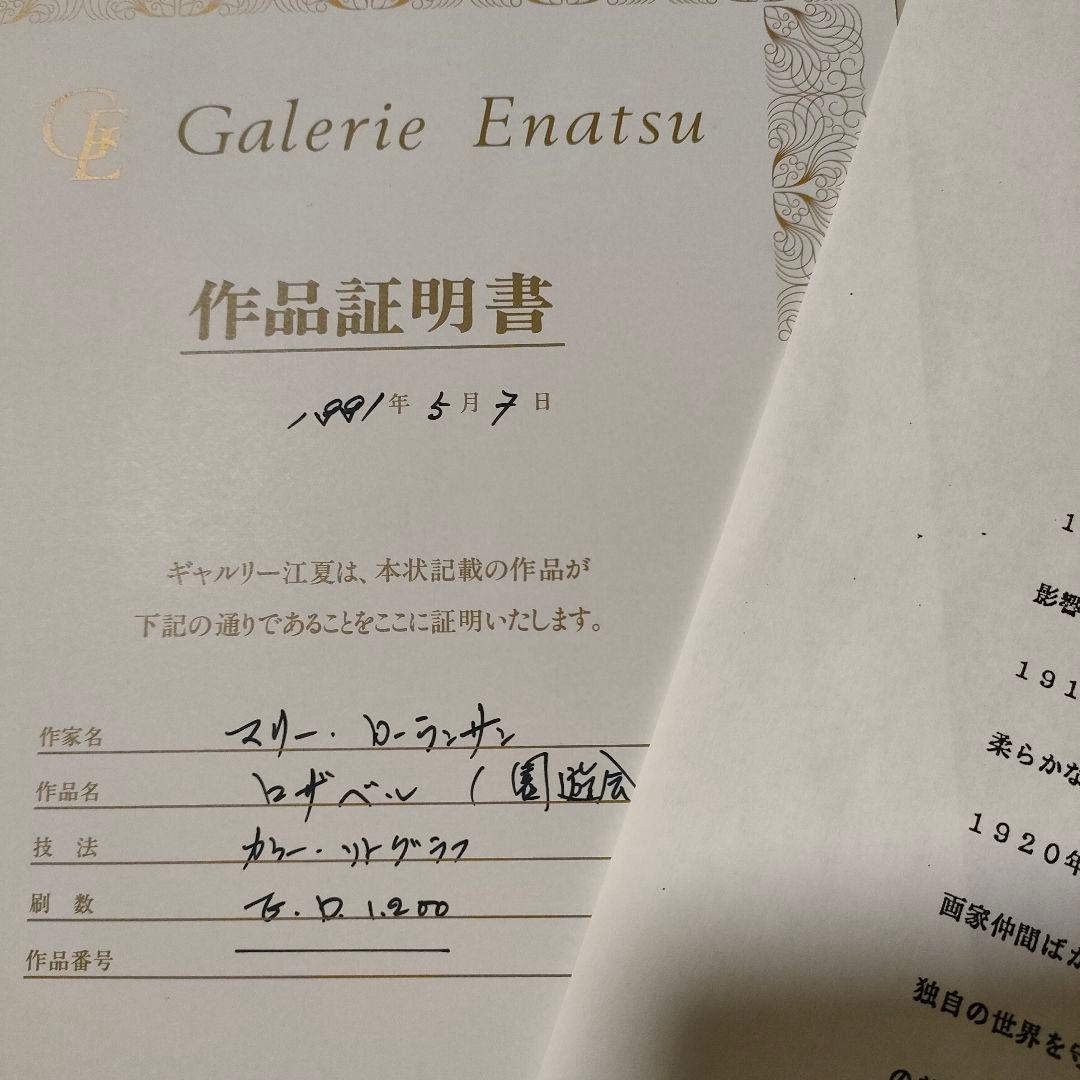 GE Galerie Enatsu
作品証明書
1991年 5月 7日
ギャルリー江夏は、本状記載の作品が
下記の通りであることをここに証明いたします。
作家名 マリー・ローランサン
作品名 ロザベル (園遊会
技法 カラー・リトグラフ
刷数 E.D. 1.200
作品番号
1
影響
191
柔らかな
1920年
画家仲間ばか
独自の世界を守